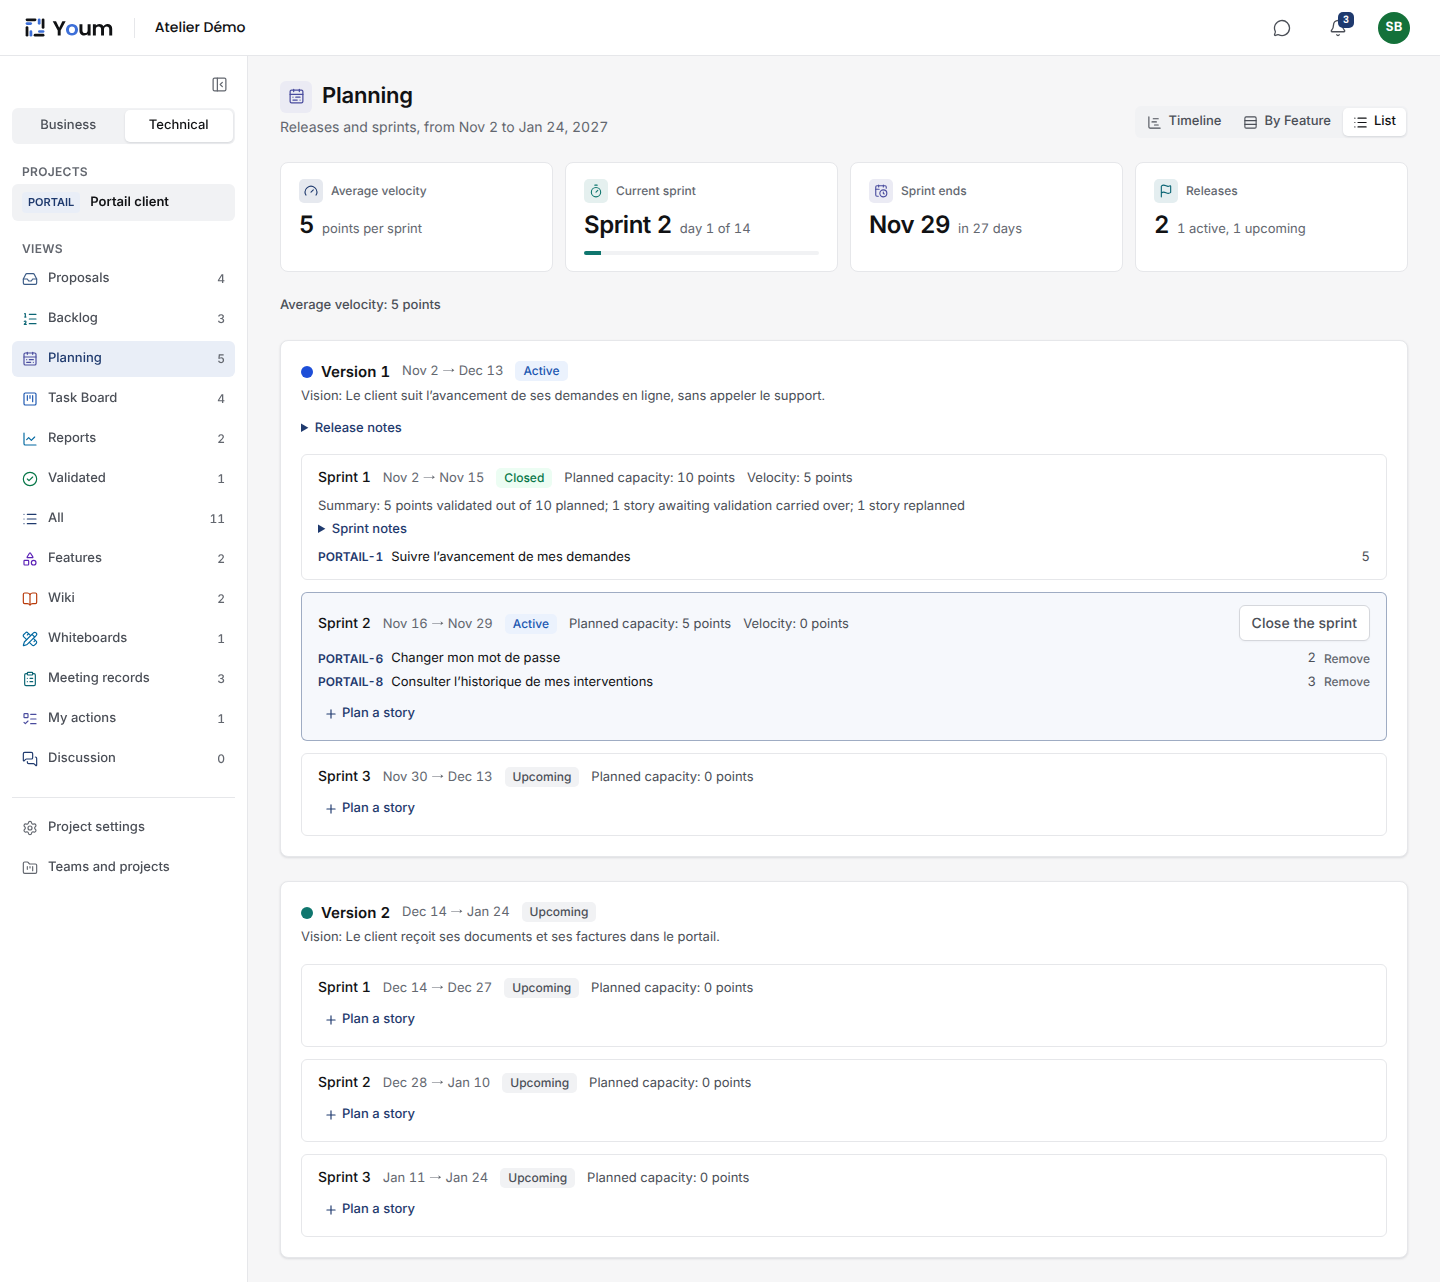 Youm
Atelier Démo
3
SB
Business
Technical
PROJECTS
PORTAIL Portail client
VIEWS
Proposals 4
Backlog 3
Planning 5
Task Board 4
Reports 2
Validated 1
All 11
Features 2
Wiki 2
Whiteboards 1
Meeting records 3
My actions 1
Discussion 0
Project settings
Teams and projects
Planning
Releases and sprints, from Nov 2 to Jan 24, 2027
Timeline
By Feature
List
Average velocity
5 points per sprint
Current sprint
Sprint 2 day 1 of 14
Sprint ends
Nov 29 in 27 days
Releases
2 1 active, 1 upcoming
Average velocity: 5 points
Version 1 Nov 2 → Dec 13 Active
Vision: Le client suit l’avancement de ses demandes en ligne, sans appeler le support.
Release notes
Sprint 1 Nov 2 → Nov 15 Closed Planned capacity: 10 points Velocity: 5 points
Summary: 5 points validated out of 10 planned; 1 story awaiting validation carried over; 1 story replanned
Sprint notes
PORTAIL-1 Suivre l’avancement de mes demandes 5
Sprint 2 Nov 16 → Nov 29 Active Planned capacity: 5 points Velocity: 0 points Close the sprint
PORTAIL-6 Changer mon mot de passe 2 Remove
PORTAIL-8 Consulter l’historique de mes interventions 3 Remove
+ Plan a story
Sprint 3 Nov 30 → Dec 13 Upcoming Planned capacity: 0 points
+ Plan a story
Version 2 Dec 14 → Jan 24 Upcoming
Vision: Le client reçoit ses documents et ses factures dans le portail.
Sprint 1 Dec 14 → Dec 27 Upcoming Planned capacity: 0 points
+ Plan a story
Sprint 2 Dec 28 → Jan 10 Upcoming Planned capacity: 0 points
+ Plan a story
Sprint 3 Jan 11 → Jan 24 Upcoming Planned capacity: 0 points
+ Plan a story